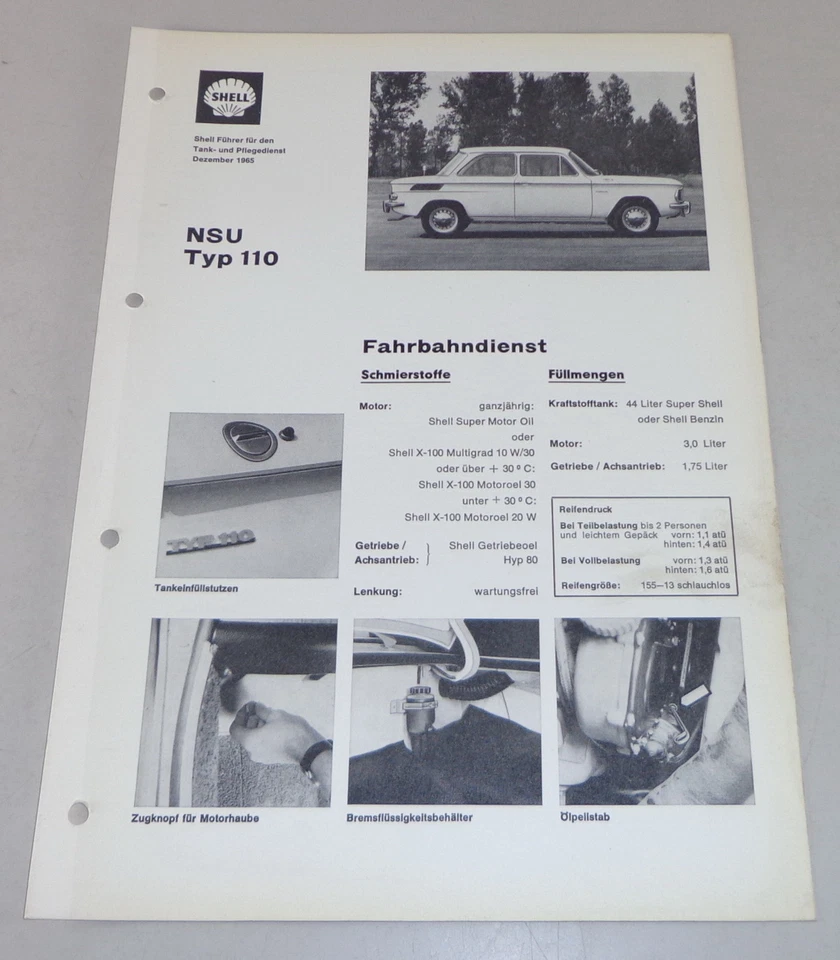 SHELL
Shell Führer für den
Tank- und Pflegedienst
Dezember 1965
NSU
Typ 110
Fahrbahndienst
Schmierstoffe
Motor: ganzjährig:
Shell Super Motor Oil
oder
Shell X-100 Multigrad 10 W/30
oder über + 30 º C:
Shell X-100 Motoroel 30
unter + 30 º C:
Shell X-100 Motoroel 20 W
Getriebe / Shell Getriebeoel
Achsantrieb: Hyp 80
Lenkung: wartungsfrei
Füllmengen
Kraftstofftank: 44 Liter Super Shell
oder Shell Benzin
Motor: 3,0 Liter
Getriebe / Achsantrieb: 1,75 Liter
Reifendruck
Bei Teilbelastung bis 2 Personen
und leichtem Gepäck vorn: 1,1 atü
hinten: 1,4 atü
Bei Vollbelastung vorn: 1,3 atü
hinten: 1,6 atü
Reifengröße: 155—13 schlauchlos
TYP 110
Tankeinfüllstutzen
Zugknopf für Motorhaube
Bremsflüssigkeitsbehälter
Ölpeilstab